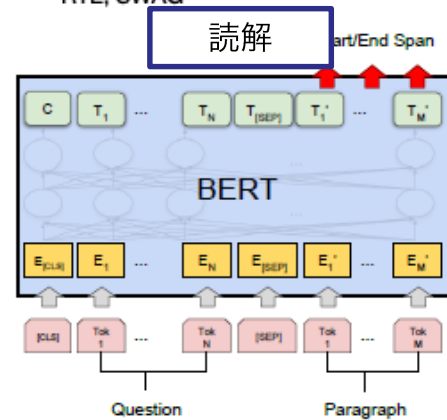 読解
art/End Span
C T1 ... TN T[SEP] T1' ... TM'
BERT
E[CLS] E1 ... EN E[SEP] E1' ... EM'
[CLS] Tok 1 ... Tok N [SEP] Tok 1 ... Tok M
Question Paragraph